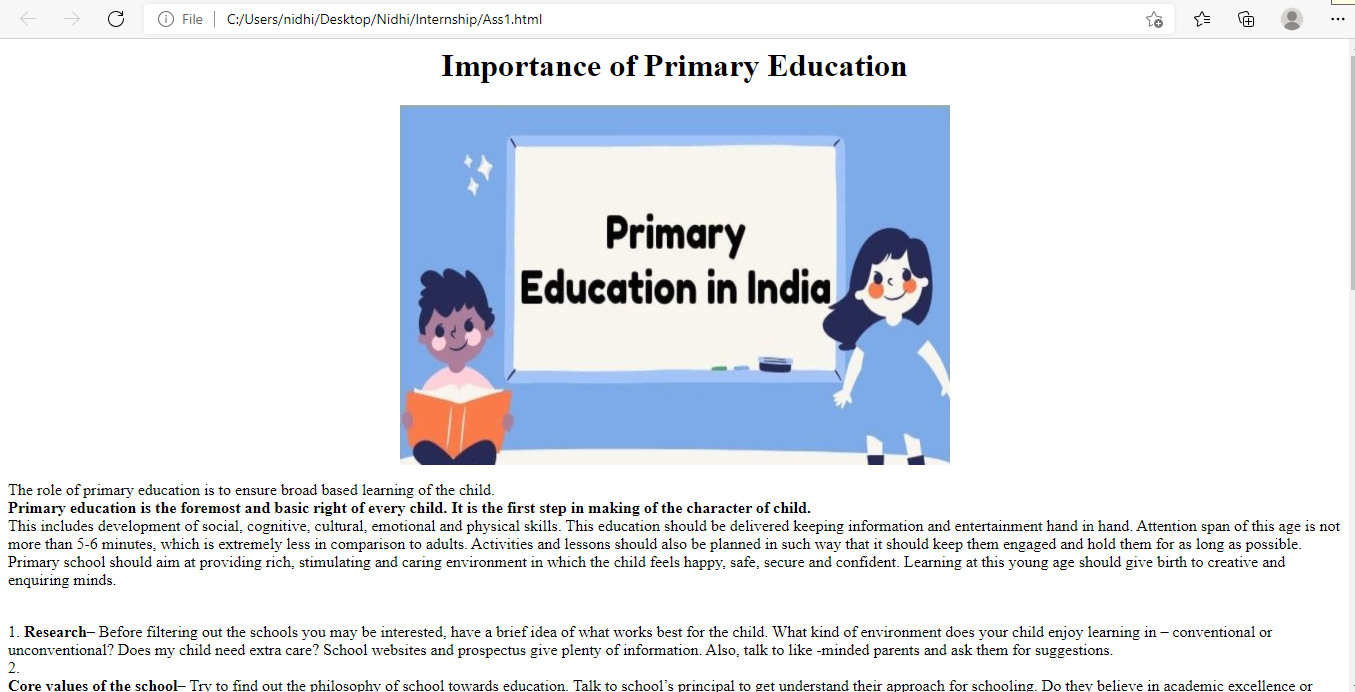 File
C:/Users/nidhi/Desktop/Nidhi/Internship/Ass1.html
Importance of Primary Education
Primary
Education in India
The role of primary education is to ensure broad based learning of the child.
Primary education is the foremost and basic right of every child. It is the first step in making of the character of child.
This includes development of social, cognitive, cultural, emotional and physical skills. This education should be delivered keeping information and entertainment hand in hand. Attention span of this age is not
more than 5-6 minutes, which is extremely less in comparison to adults. Activities and lessons should also be planned in such way that it should keep them engaged and hold them for as long as possible.
Primary school should aim at providing rich, stimulating and caring environment in which the child feels happy, safe, secure and confident. Learning at this young age should give birth to creative and
enquiring minds.
1. Research– Before filtering out the schools you may be interested, have a brief idea of what works best for the child. What kind of environment does your child enjoy learning in – conventional or
unconventional? Does my child need extra care? School websites and prospectus give plenty of information. Also, talk to like -minded parents and ask them for suggestions.
2.
Core values of the school– Try to find out the philosophy of school towards education. Talk to school’s principal to get understand their approach for schooling. Do they believe in academic excellence or